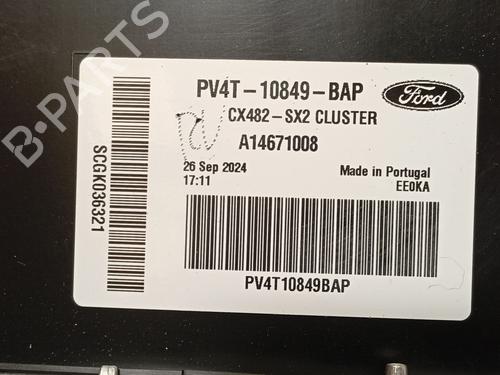 PV4T-10849-BAP
Ford
CX482-SX2 CLUSTER
A14671008
26 Sep 2024
17:11
Made in Portugal
EE0KA
PV4T10849BAP
SCGK036321
B-PARTS